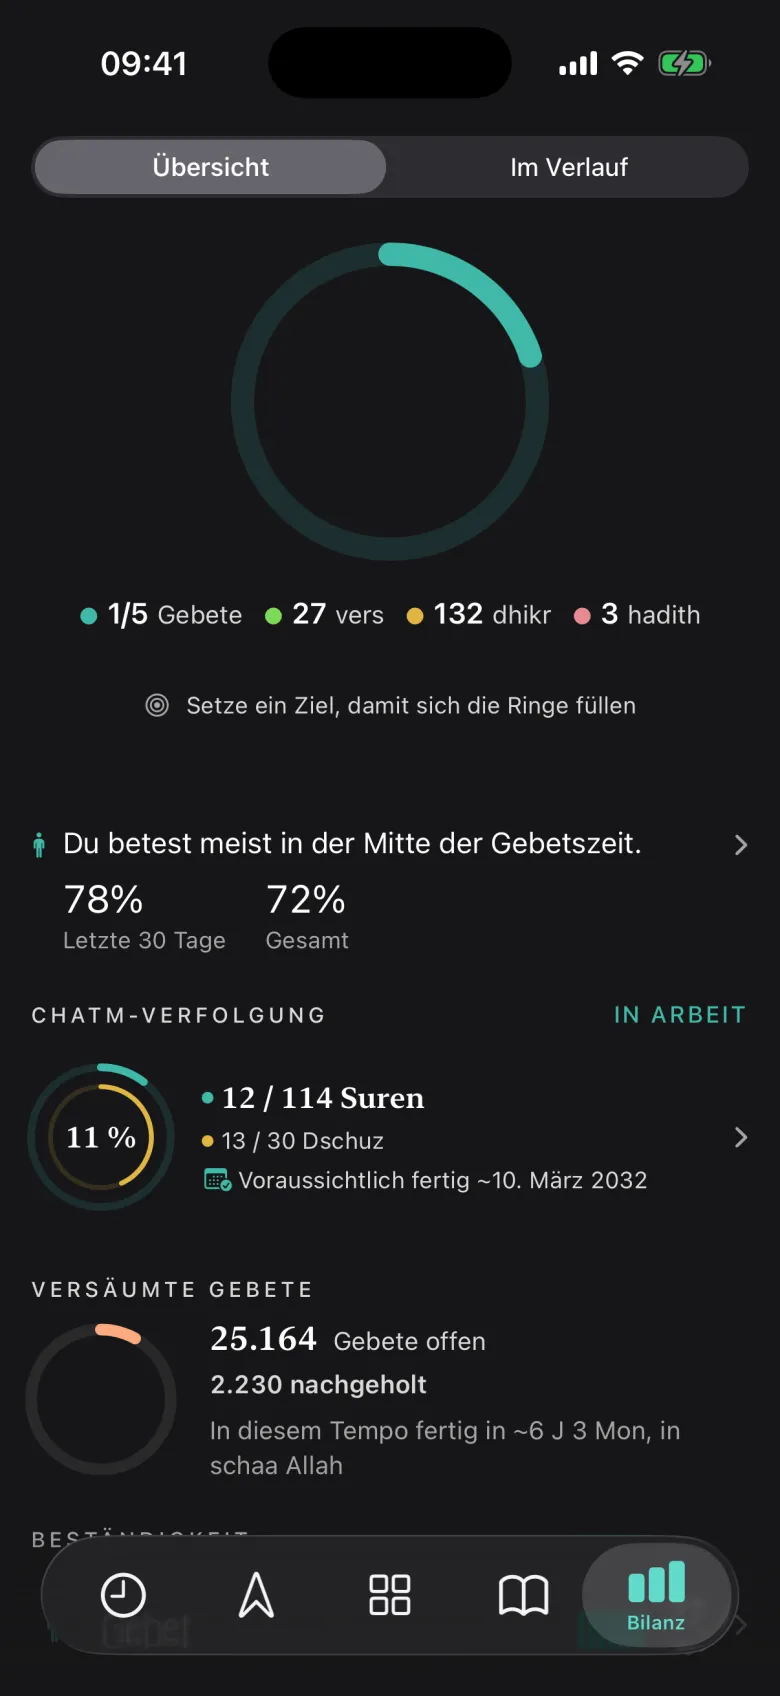 09:41
Übersicht
Im Verlauf
1/5 Gebete
27 vers
132 dhikr
3 hadith
Setze ein Ziel, damit sich die Ringe füllen
Du betest meist in der Mitte der Gebetszeit.
78%
72%
Letzte 30 Tage
Gesamt
CHATM-VERFOLGUNG
IN ARBEIT
11 %
12 / 114 Suren
13 / 30 Dschuz
Voraussichtlich fertig ~10. März 2032
VERSÄUMTE GEBETE
25.164 Gebete offen
2.230 nachgeholt
In diesem Tempo fertig in ~6 J 3 Mon, in
schaa Allah
BESTÄNDIGKEIT
Bilanz